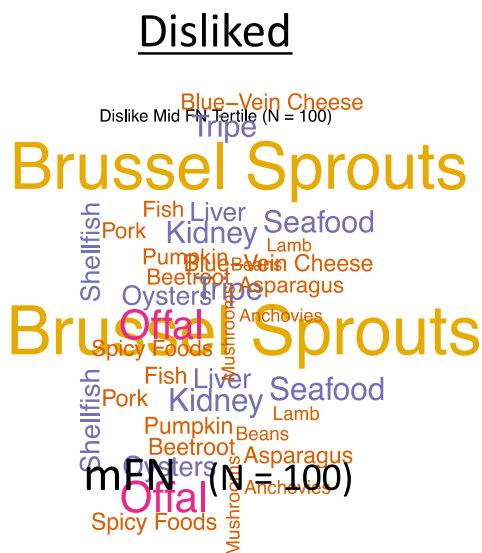 Disliked
Blue–Vein Cheese
Dislike Mid FN Tertile (N = 100)
Tripe
Brussel Sprouts
Shellfish
Fish
Liver
Pork
Kidney
Seafood
Lamb
Pumpkin
Beans
Blue–Vein Cheese
Beetroot
Tripe
Asparagus
Oysters
Mushrooms
Anchovies
Offal
Brussel Sprouts
Spicy Foods
Shellfish
Fish
Liver
Pork
Kidney
Seafood
Lamb
Pumpkin
Beans
Beetroot
Asparagus
Oysters
mFN (N = 100)
Mushrooms
Anchovies
Offal
Spicy Foods